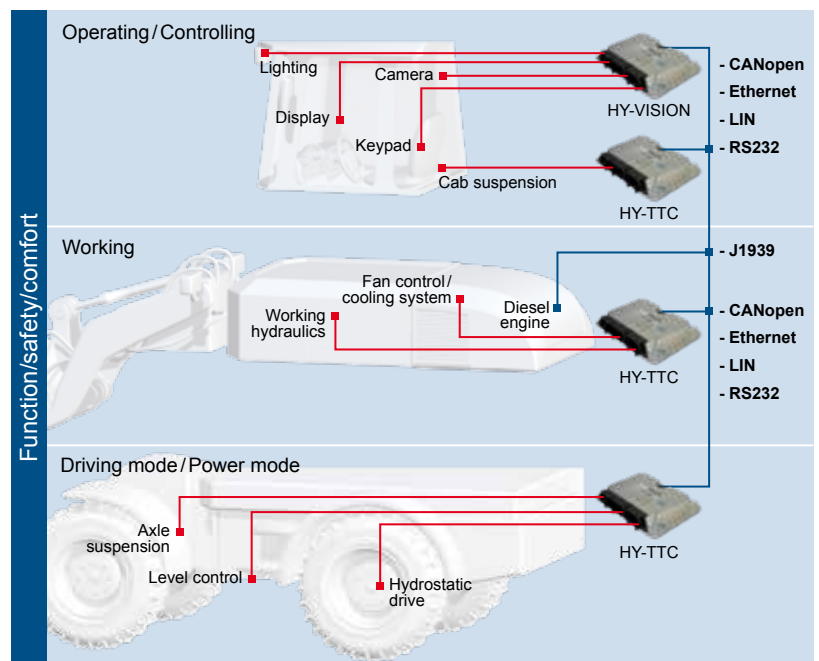 Function/safety/comfort
Operating/Controlling
Lighting
Camera
Display
Keypad
Cab suspension
HY-VISION
HY-TTC
- CANopen
- Ethernet
- LIN
- RS232
Working
- J1939
Fan control/
cooling system
Working
hydraulics
Diesel
engine
HY-TTC
- CANopen
- Ethernet
- LIN
- RS232
Driving mode/Power mode
Axle
suspension
Level control
Hydrostatic
drive
HY-TTC